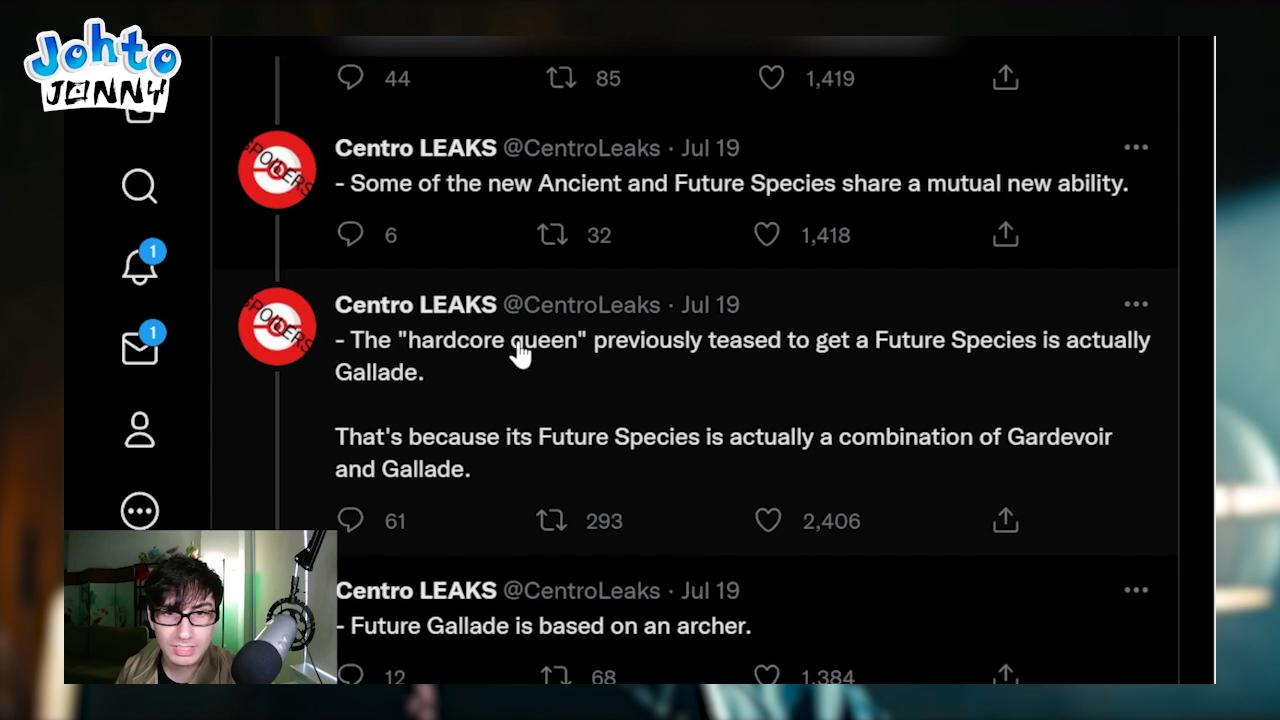 Johto
JONNY
44 85 1,419
Centro LEAKS @CentroLeaks · Jul 19
- Some of the new Ancient and Future Species share a mutual new ability.
6 32 1,418
1
Centro LEAKS @CentroLeaks · Jul 19
- The "hardcore queen" previously teased to get a Future Species is actually
Gallade.
1
That's because its Future Species is actually a combination of Gardevoir
and Gallade.
61 293 2,406
Centro LEAKS @CentroLeaks · Jul 19
- Future Gallade is based on an archer.
12 68 1,384
SPOILERS
SPOILERS